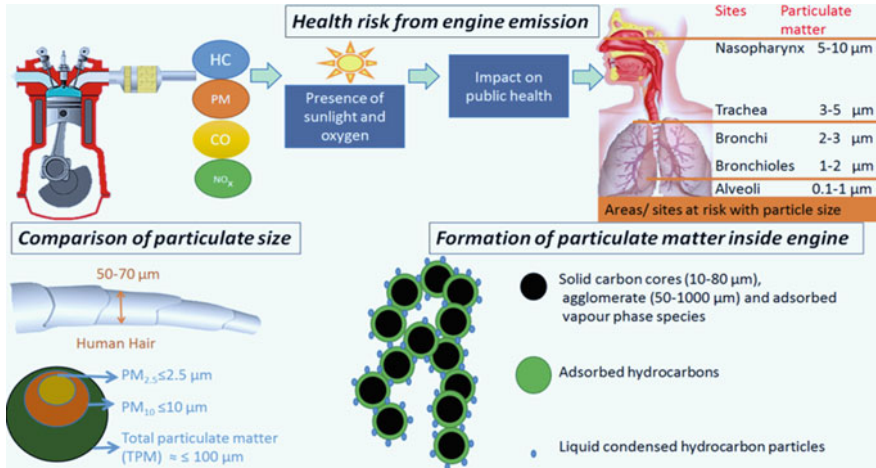 Health risk from engine emission
HC
PM
CO
NOX
Presence of
sunlight and
oxygen
Impact on
public health
Sites Particulate
matter
Nasopharynx 5-10 µm
Trachea 3-5 µm
Bronchi 2-3 µm
Bronchioles 1-2 µm
Alveoli 0.1-1 µm
Areas/ sites at risk with particle size
Comparison of particulate size
50-70 µm
Human Hair
PM2.5≤2.5 µm
PM10 ≤10 µm
Total particulate matter
(TPM) ≈ ≤ 100 µm
Formation of particulate matter inside engine
Solid carbon cores (10-80 µm),
agglomerate (50-1000 µm) and adsorbed
vapour phase species
Adsorbed hydrocarbons
Liquid condensed hydrocarbon particles